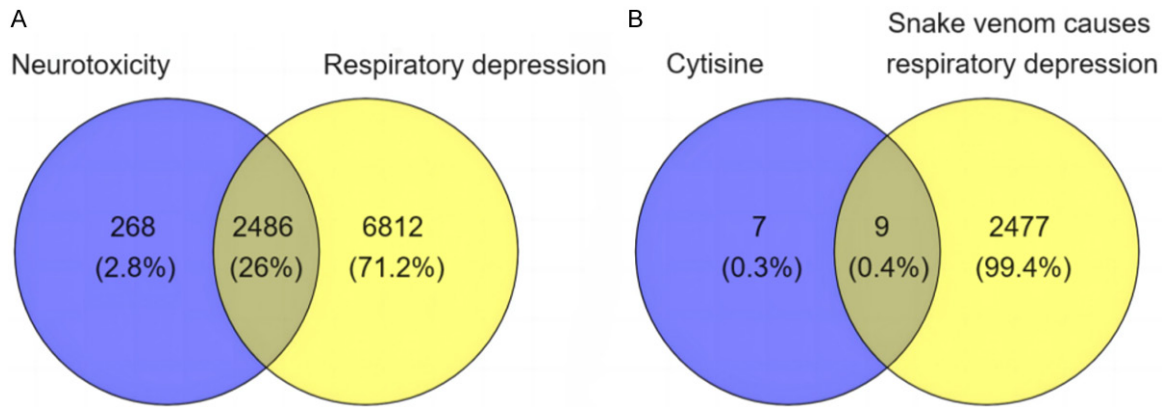 A
Neurotoxicity
Respiratory depression
268
(2.8%)
2486
(26%)
6812
(71.2%)
B
Cytisine
Snake venom causes
respiratory depression
7
(0.3%)
9
(0.4%)
2477
(99.4%)